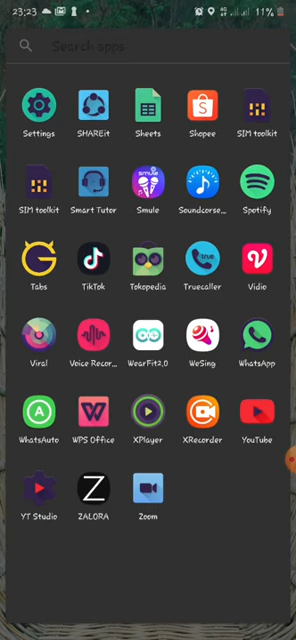 23:23
11%
Search apps
Settings
SHAREit
Sheets
Shopee
SIM toolkit
SIM toolkit
Smart Tutor
Smule
Soundcorse...
Spotify
Tabs
TikTok
Tokopedia
Truecaller
Vidio
Viral
Voice Recor...
WearFit2.0
WeSing
WhatsApp
WhatsAuto
WPS Office
XPlayer
XRecorder
YouTube
YT Studio
ZALORA
Zoom